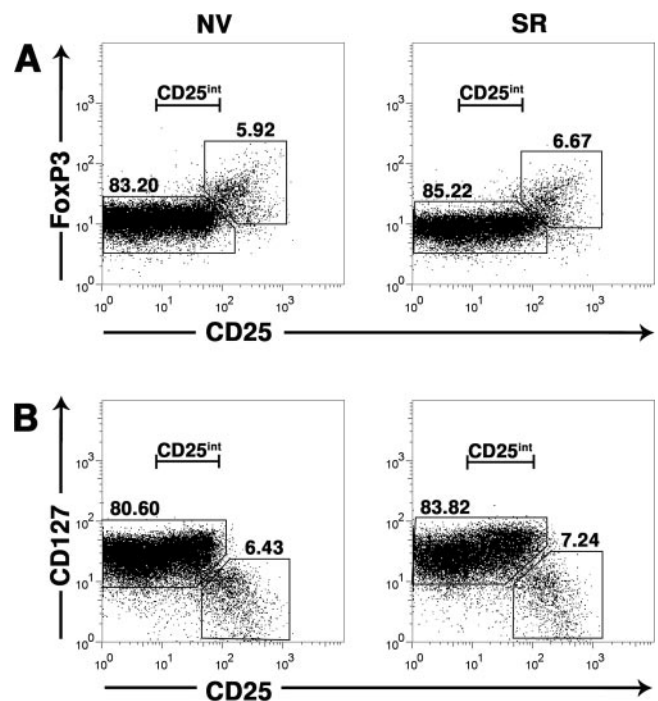 NV
SR
A
FoxP3
10³
10²
10¹
10⁰
CD25ⁱⁿᵗ
83.20
5.92
10⁰ 10¹ 10² 10³
10³
10²
10¹
10⁰
CD25ⁱⁿᵗ
85.22
6.67
10⁰ 10¹ 10² 10³
CD25
B
CD127
10³
10²
10¹
10⁰
CD25ⁱⁿᵗ
80.60
6.43
10⁰ 10¹ 10² 10³
10³
10²
10¹
10⁰
CD25ⁱⁿᵗ
83.82
7.24
10⁰ 10¹ 10² 10³
CD25